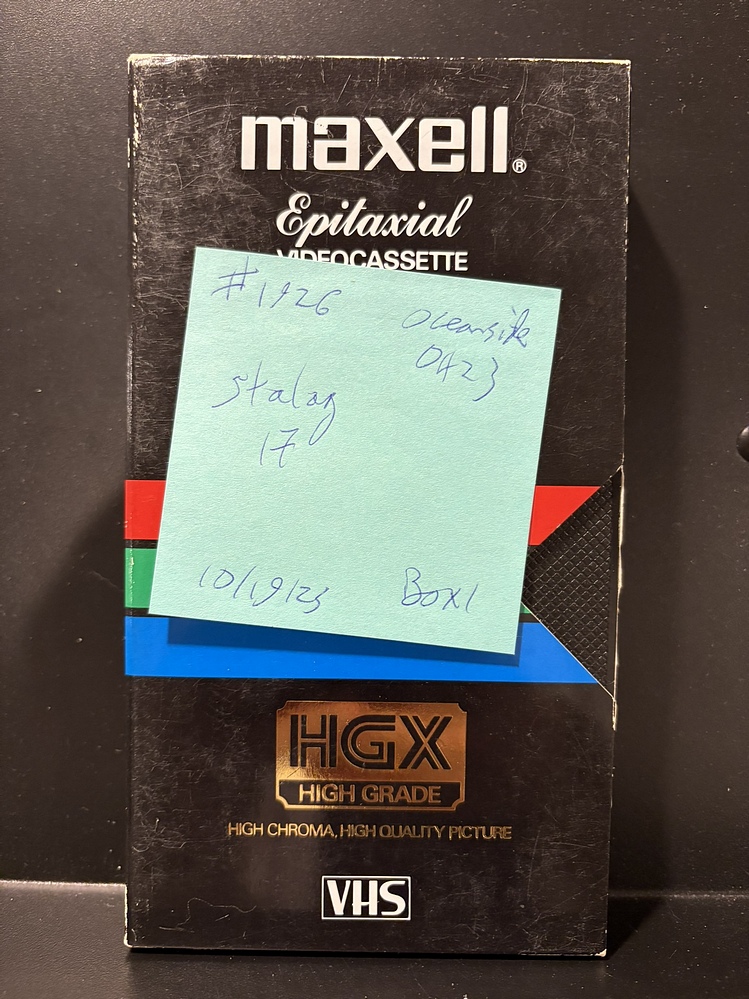 maxell®
Epitaxial
VIDEOCASSETTE
#1926
Oceanside
0423
Stalag
17
10/19/23
Box1
HGX
HIGH GRADE
HIGH CHROMA, HIGH QUALITY PICTURE
VHS